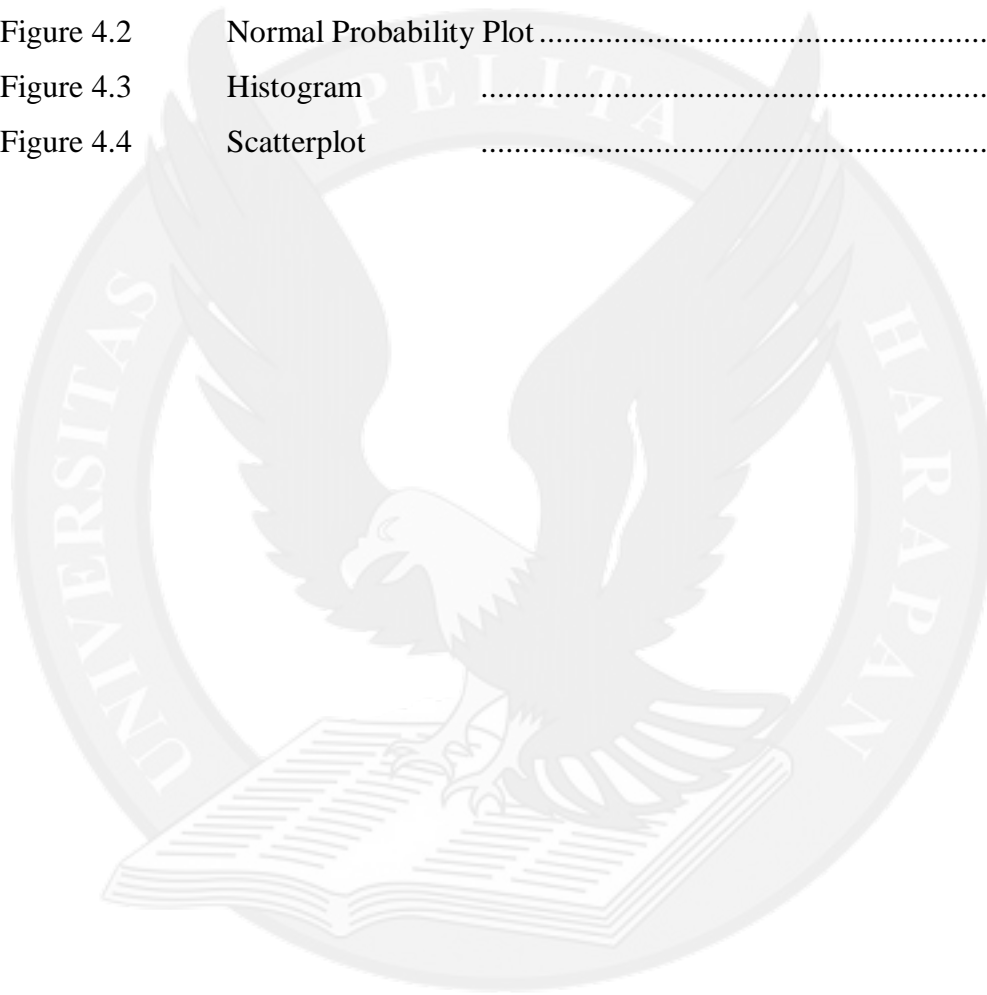 Figure 4.2 Normal Probability Plot .......................................................
Figure 4.3 Histogram ..............................................................
Figure 4.4 Scatterplot ..............................................................
UNIVERSITAS PELITA HARAPAN